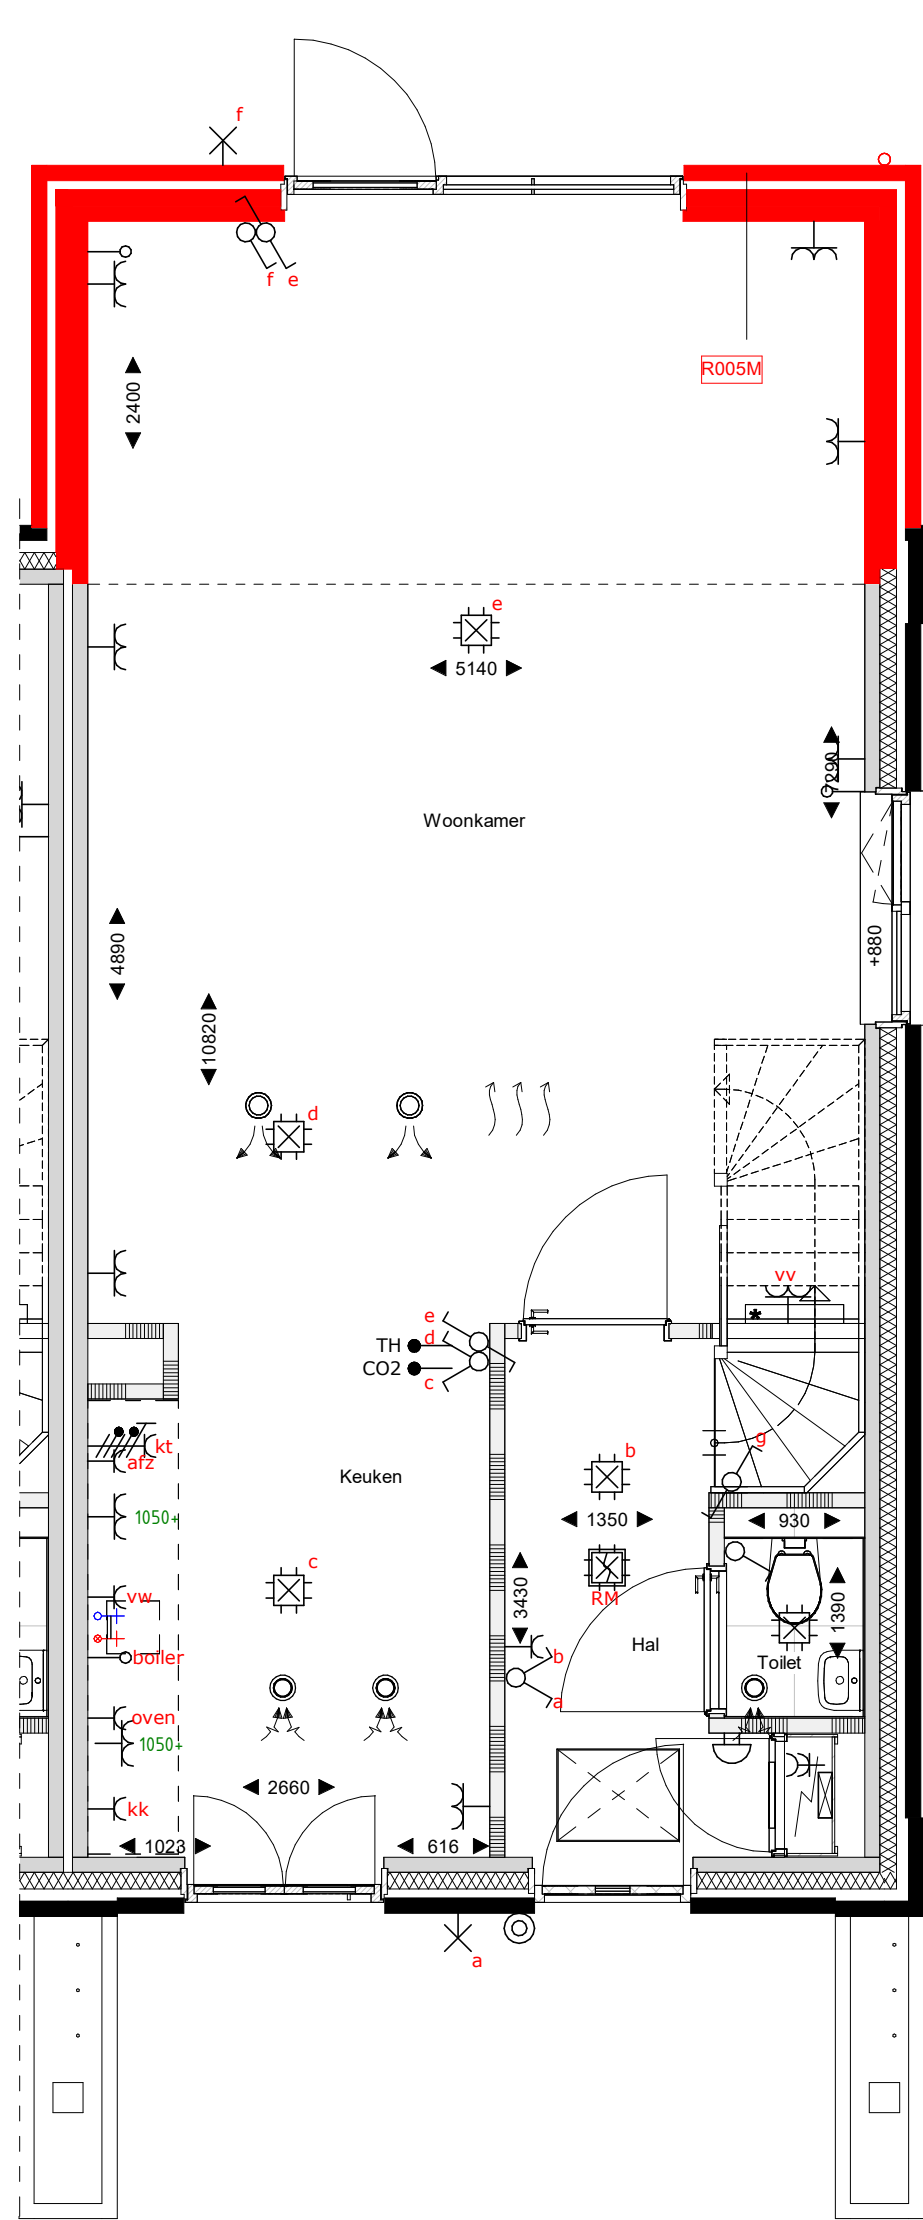 f
f e
R005M
2400
e
5140
7290
Woonkamer
+880
4890
10820
d
vv
*
e
TH d
CO2 c
g
kt
afz
b
Keuken
1050+
1350
930
c
RM
3430
1390
vw
Hal
b
Toilet
boiler
a
oven
1050+
2660
kk
1023
616
a